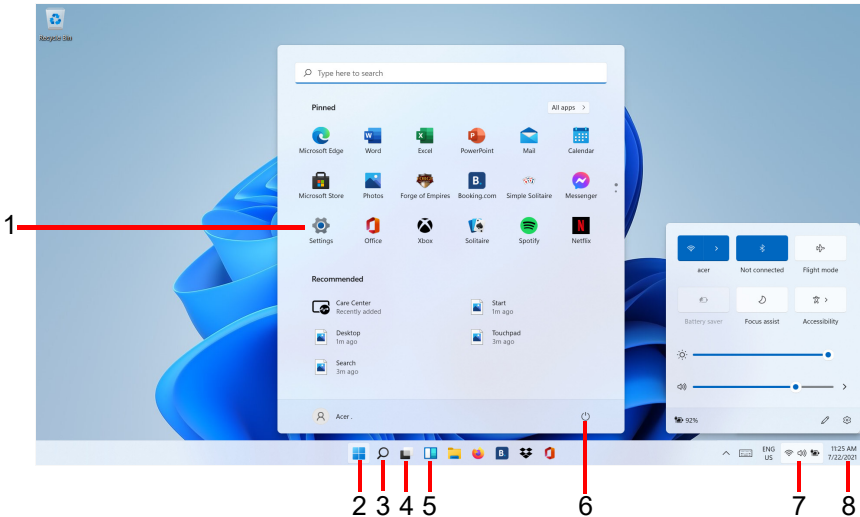 Recycle Bin
Type here to search
Pinned
All apps >
Microsoft Edge Word Excel PowerPoint Mail Calendar
Microsoft Store Photos Forge of Empires Booking.com Simple Solitaire Messenger
1
Settings Office Xbox Solitaire Spotify Netflix
acer Not connected Flight mode
Recommended
Care Center
Recently added
Start
1m ago
Battery saver Focus assist Accessibility
Desktop
1m ago
Touchpad
3m ago
Search
3m ago
Acer .
92%
ENG
US
11:25 AM
7/22/2021
2 3 4 5 6 7 8